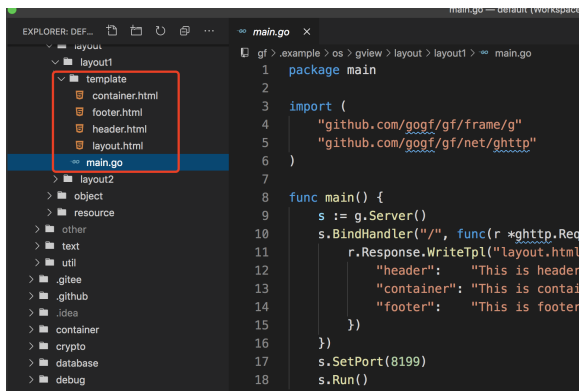 main.go — default (Workspace
EXPLORER: DEF...
layout
layout1
template
container.html
footer.html
header.html
layout.html
main.go
layout2
object
resource
other
text
util
.gitee
.github
.idea
container
crypto
database
debug
main.go ×
gf > .example > os > gview > layout > layout1 > main.go
1 package main
2
3 import (
4 "github.com/gogf/gf/frame/g"
5 "github.com/gogf/gf/net/ghttp"
6 )
7
8 func main() {
9 s := g.Server()
10 s.BindHandler("/", func(r *ghttp.Req
11 r.Response.WriteTpl("layout.html
12 "header": "This is header
13 "container": "This is contai
14 "footer": "This is footer
15 })
16 })
17 s.SetPort(8199)
18 s.Run()